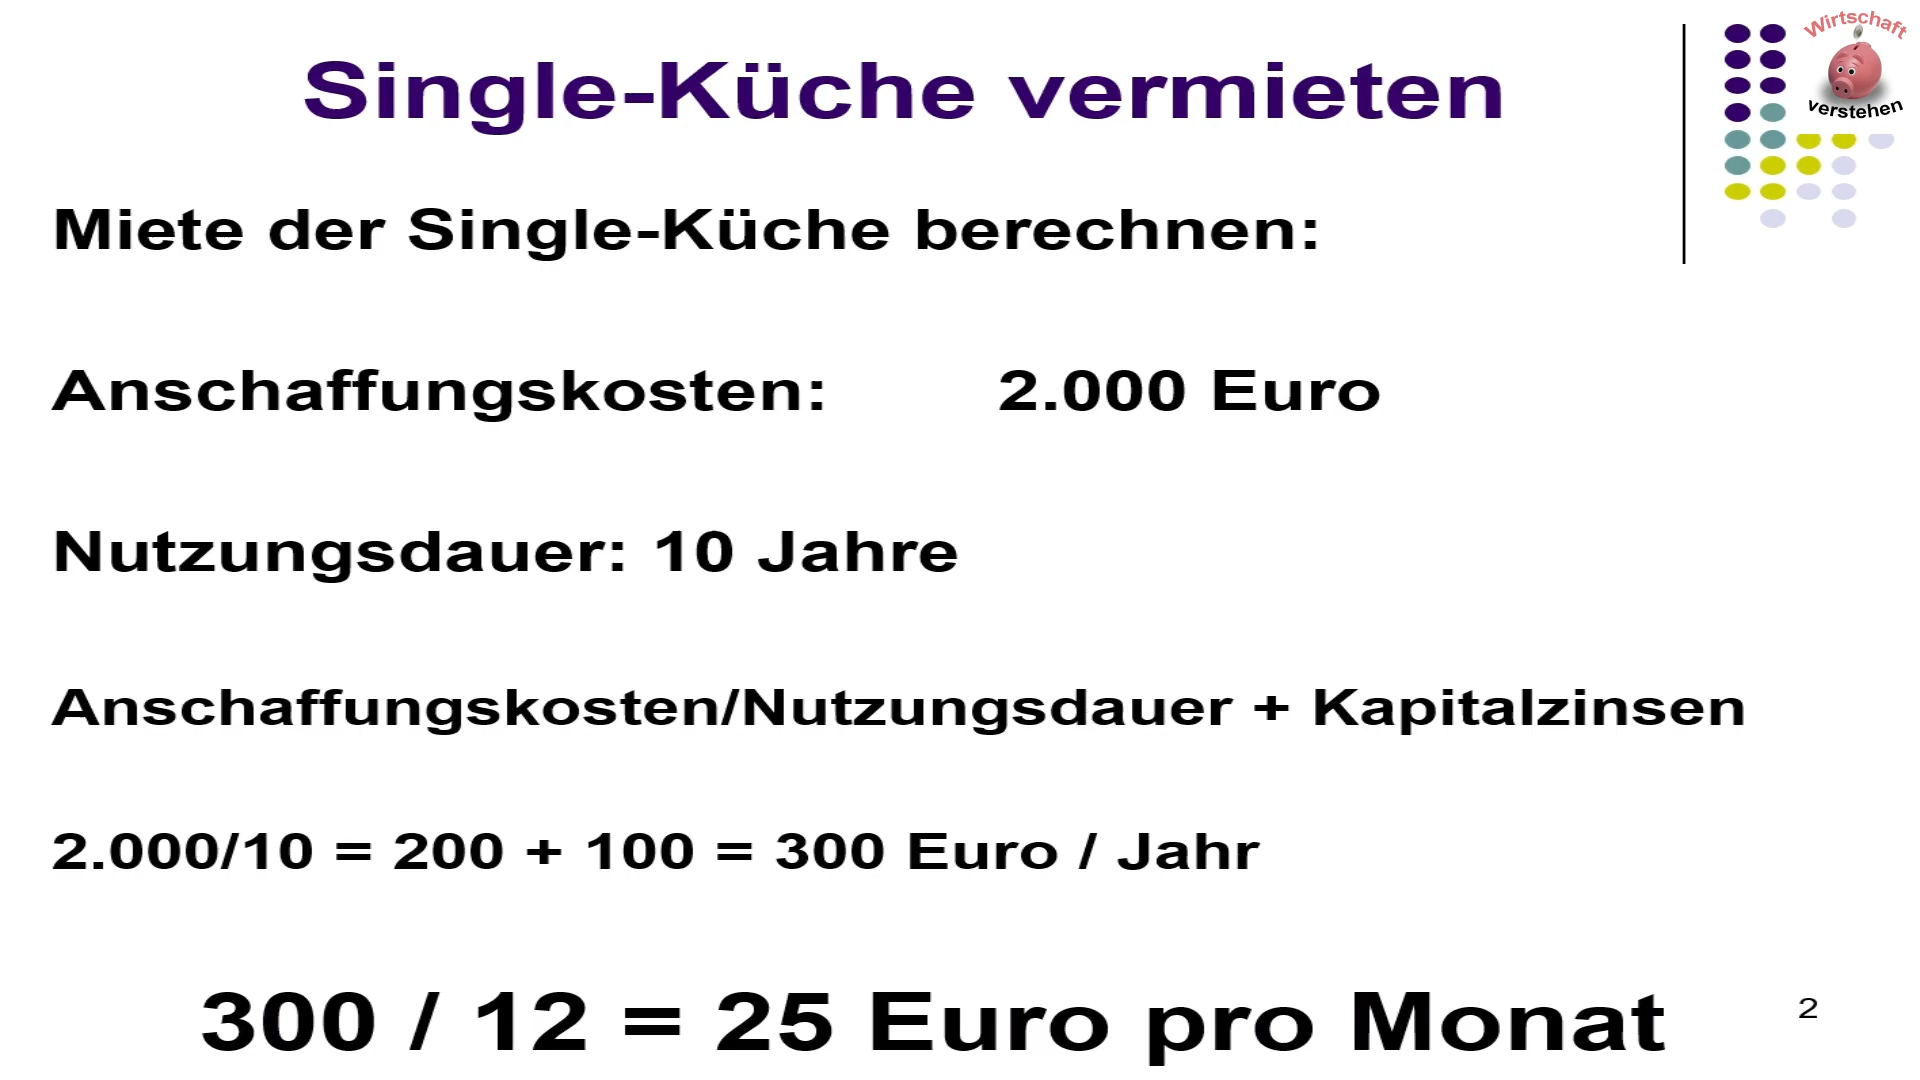 Single-Küche vermieten
Wirtschaft
verstehen
Miete der Single-Küche berechnen:
Anschaffungskosten: 2.000 Euro
Nutzungsdauer: 10 Jahre
Anschaffungskosten/Nutzungsdauer + Kapitalzinsen
2.000/10 = 200 + 100 = 300 Euro / Jahr
300 / 12 = 25 Euro pro Monat
2